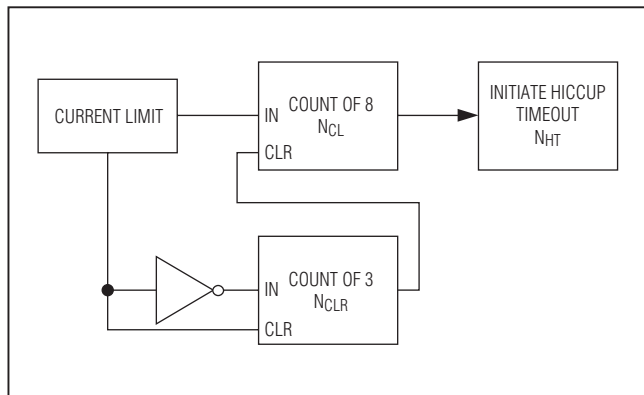 CURRENT LIMIT
IN
CLR
COUNT OF 8
NCL
INITIATE HICCUP
TIMEOUT
NHT
IN
CLR
COUNT OF 3
NCLR